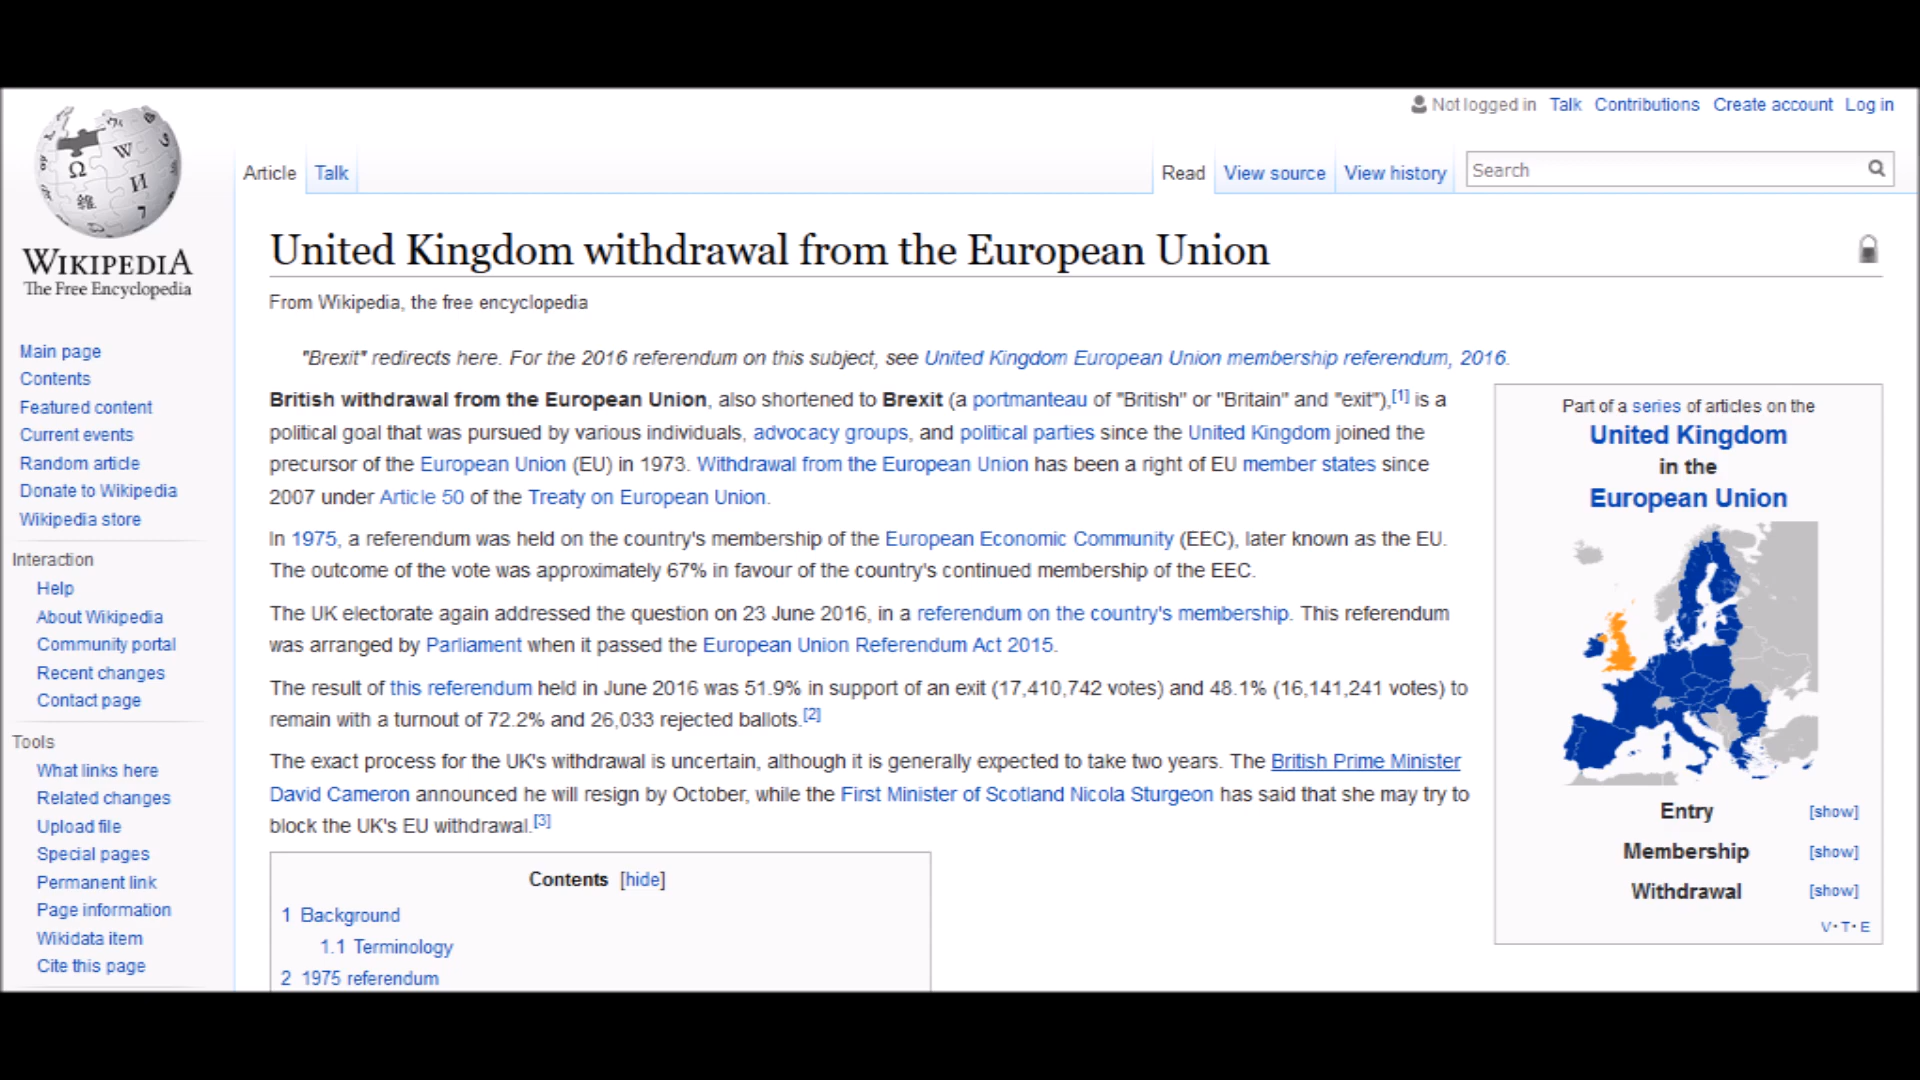 Not logged in Talk Contributions Create account Log in
Article Talk Read View source View history Search
WIKIPEDIA
The Free Encyclopedia
United Kingdom withdrawal from the European Union
From Wikipedia, the free encyclopedia
"Brexit" redirects here. For the 2016 referendum on this subject, see United Kingdom European Union membership referendum, 2016.
British withdrawal from the European Union, also shortened to Brexit (a portmanteau of "British" or "Britain" and "exit"),[1] is a
political goal that was pursued by various individuals, advocacy groups, and political parties since the United Kingdom joined the
precursor of the European Union (EU) in 1973. Withdrawal from the European Union has been a right of EU member states since
2007 under Article 50 of the Treaty on European Union.
In 1975, a referendum was held on the country's membership of the European Economic Community (EEC), later known as the EU.
The outcome of the vote was approximately 67% in favour of the country's continued membership of the EEC.
The UK electorate again addressed the question on 23 June 2016, in a referendum on the country's membership. This referendum
was arranged by Parliament when it passed the European Union Referendum Act 2015.
The result of this referendum held in June 2016 was 51.9% in support of an exit (17,410,742 votes) and 48.1% (16,141,241 votes) to
remain with a turnout of 72.2% and 26,033 rejected ballots.[2]
The exact process for the UK's withdrawal is uncertain, although it is generally expected to take two years. The British Prime Minister
David Cameron announced he will resign by October, while the First Minister of Scotland Nicola Sturgeon has said that she may try to
block the UK's EU withdrawal.[3]
Contents [hide]
1 Background
1.1 Terminology
2 1975 referendum
Part of a series of articles on the
United Kingdom
in the
European Union
Entry [show]
Membership [show]
Withdrawal [show]
V·T·E
Main page
Contents
Featured content
Current events
Random article
Donate to Wikipedia
Wikipedia store
Interaction
Help
About Wikipedia
Community portal
Recent changes
Contact page
Tools
What links here
Related changes
Upload file
Special pages
Permanent link
Page information
Wikidata item
Cite this page